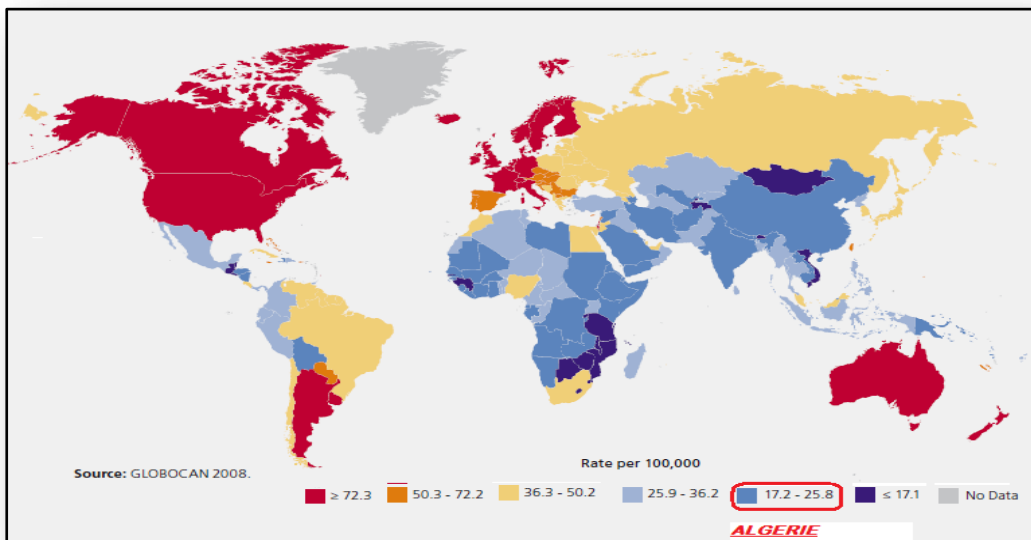 Rate per 100,000
Source: GLOBOCAN 2008.
≥ 72.3
50.3 - 72.2
36.3 - 50.2
25.9 - 36.2
17.2 - 25.8
≤ 17.1
No Data
ALGERIE